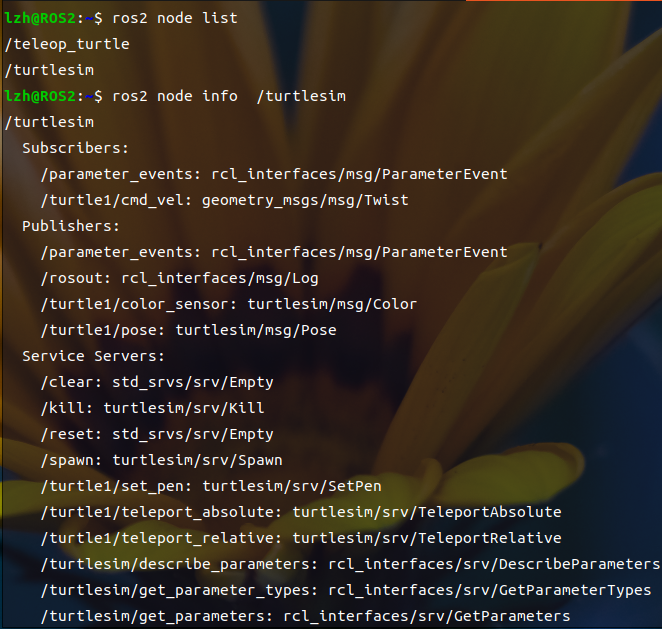 lzh@ROS2:~$ ros2 node list
/teleop_turtle
/turtlesim
lzh@ROS2:~$ ros2 node info  /turtlesim
/turtlesim
  Subscribers:
    /parameter_events: rcl_interfaces/msg/ParameterEvent
    /turtle1/cmd_vel: geometry_msgs/msg/Twist
  Publishers:
    /parameter_events: rcl_interfaces/msg/ParameterEvent
    /rosout: rcl_interfaces/msg/Log
    /turtle1/color_sensor: turtlesim/msg/Color
    /turtle1/pose: turtlesim/msg/Pose
  Service Servers:
    /clear: std_srvs/srv/Empty
    /kill: turtlesim/srv/Kill
    /reset: std_srvs/srv/Empty
    /spawn: turtlesim/srv/Spawn
    /turtle1/set_pen: turtlesim/srv/SetPen
    /turtle1/teleport_absolute: turtlesim/srv/TeleportAbsolute
    /turtle1/teleport_relative: turtlesim/srv/TeleportRelative
    /turtlesim/describe_parameters: rcl_interfaces/srv/DescribeParameters
    /turtlesim/get_parameter_types: rcl_interfaces/srv/GetParameterTypes
    /turtlesim/get_parameters: rcl_interfaces/srv/GetParameters